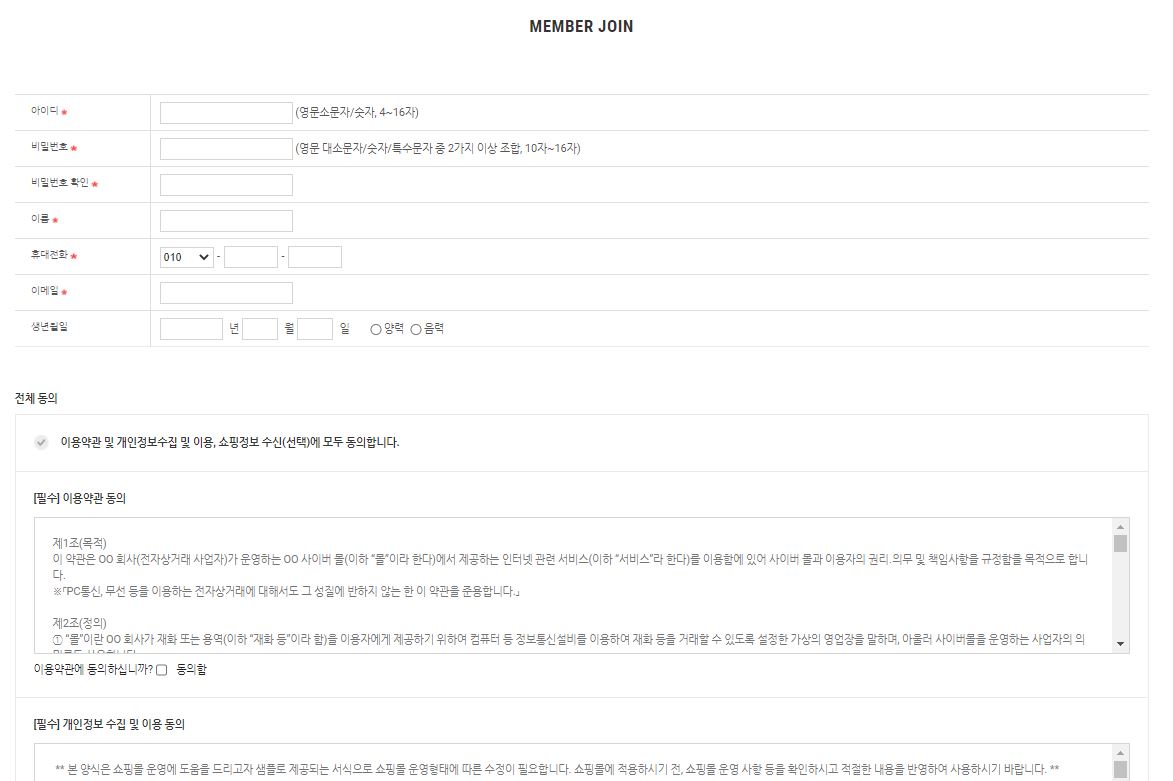 MEMBER JOIN
아이디 *
(영문소문자/숫자, 4~16자)
비밀번호 *
(영문 대소문자/숫자/특수문자 중 2가지 이상 조합, 10자~16자)
비밀번호 확인 *
이름 *
휴대전화 *
010 - -
이메일 *
생년월일
년 월 일 양력 음력
전체 동의
이용약관 및 개인정보수집 및 이용, 쇼핑정보 수신(선택)에 모두 동의합니다.
[필수] 이용약관 동의
제1조(목적)
이 약관은 OO 회사(전자상거래 사업자)가 운영하는 OO 사이버 몰(이하 “몰”이라 한다)에서 제공하는 인터넷 관련 서비스(이하 “서비스”라 한다)를 이용함에 있어 사이버 몰과 이용자의 권리.의무 및 책임사항을 규정함을 목적으로 합니
다.
※「PC통신, 무선 등을 이용하는 전자상거래에 대해서도 그 성질에 반하지 않는 한 이 약관을 준용합니다.」
제2조(정의)
① “몰”이란 OO 회사가 재화 또는 용역(이하 “재화 등”이라 함)을 이용자에게 제공하기 위하여 컴퓨터 등 정보통신설비를 이용하여 재화 등을 거래할 수 있도록 설정한 가상의 영업장을 말하며, 아울러 사이버몰을 운영하는 사업자의 의
이용약관에 동의하십니까? 동의함
[필수] 개인정보 수집 및 이용 동의
** 본 양식은 쇼핑몰 운영에 도움을 드리고자 샘플로 제공되는 서식으로 쇼핑몰 운영형태에 따른 수정이 필요합니다. 쇼핑몰에 적용하시기 전, 쇼핑몰 운영 사항 등을 확인하시고 적절한 내용을 반영하여 사용하시기 바랍니다. **